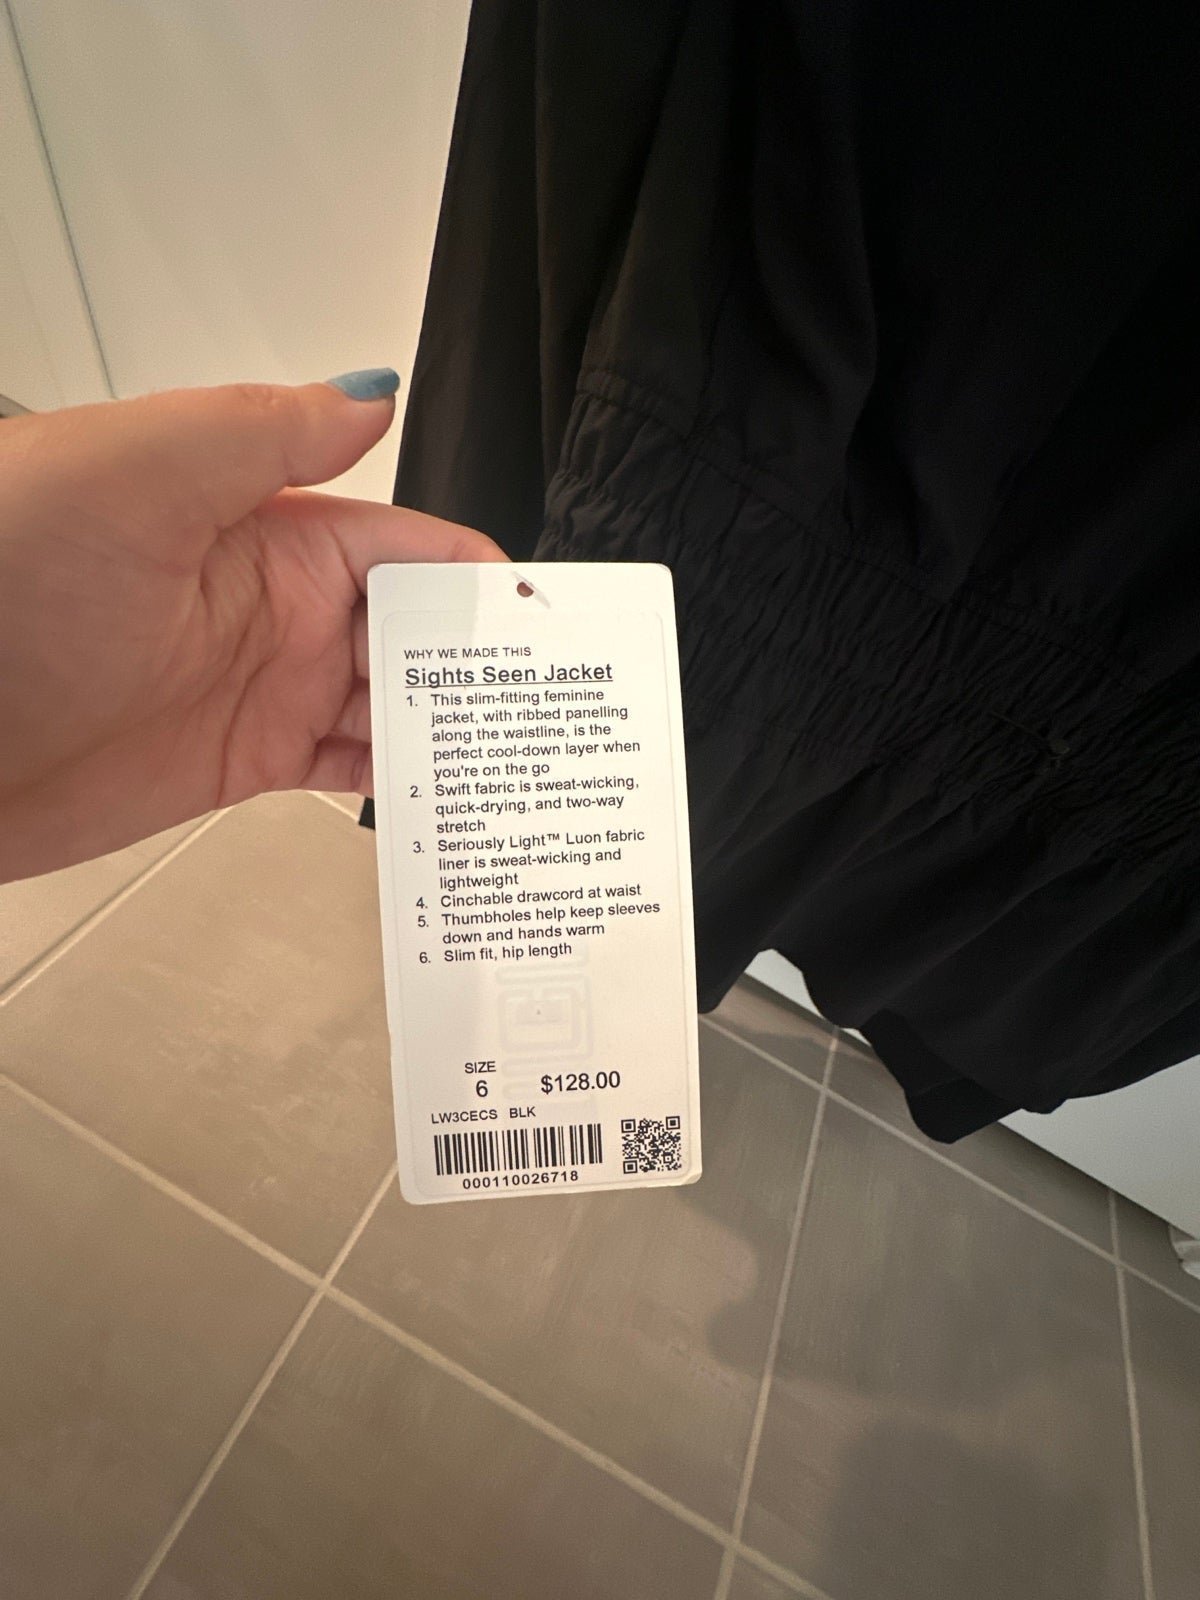 WHY WE MADE THIS
Sights Seen Jacket
1. This slim-fitting feminine
jacket, with ribbed panelling
along the waistline, is the
perfect cool-down layer when
you're on the go
2. Swift fabric is sweat-wicking,
quick-drying, and two-way
stretch
3. Seriously Light™ Luon fabric
liner is sweat-wicking and
lightweight
4. Cinchable drawcord at waist
5. Thumbholes help keep sleeves
down and hands warm
6. Slim fit, hip length
SIZE
6 $128.00
LW3CECS BLK
000110026718